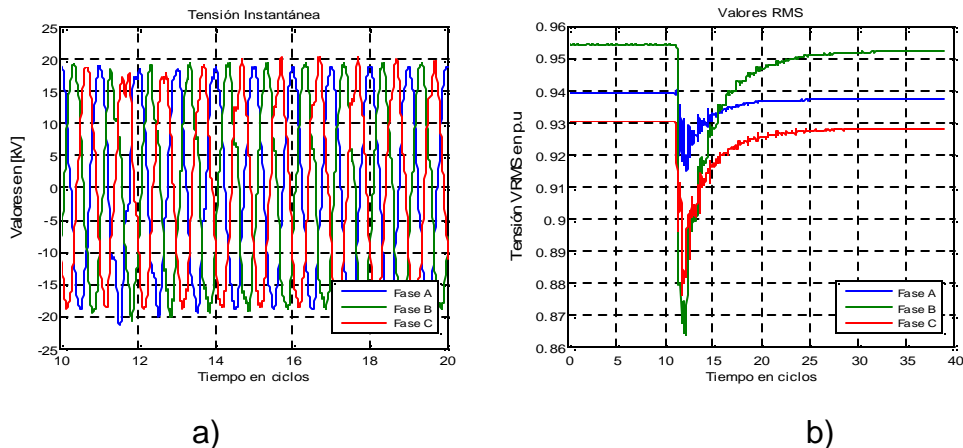 Tensión Instantánea
Valores en [KV]
25
20
15
10
5
0
-5
-10
-15
-20
-25
Fase A
Fase B
Fase C
10 12 14 16 18 20
Tiempo en ciclos
a)
Valores RMS
Tensión VRMS en p.u
0.96
0.95
0.94
0.93
0.92
0.91
0.9
0.89
0.88
0.87
0.86
Fase A
Fase B
Fase C
0 5 10 15 20 25 30 35 40
Tiempo en ciclos
b)